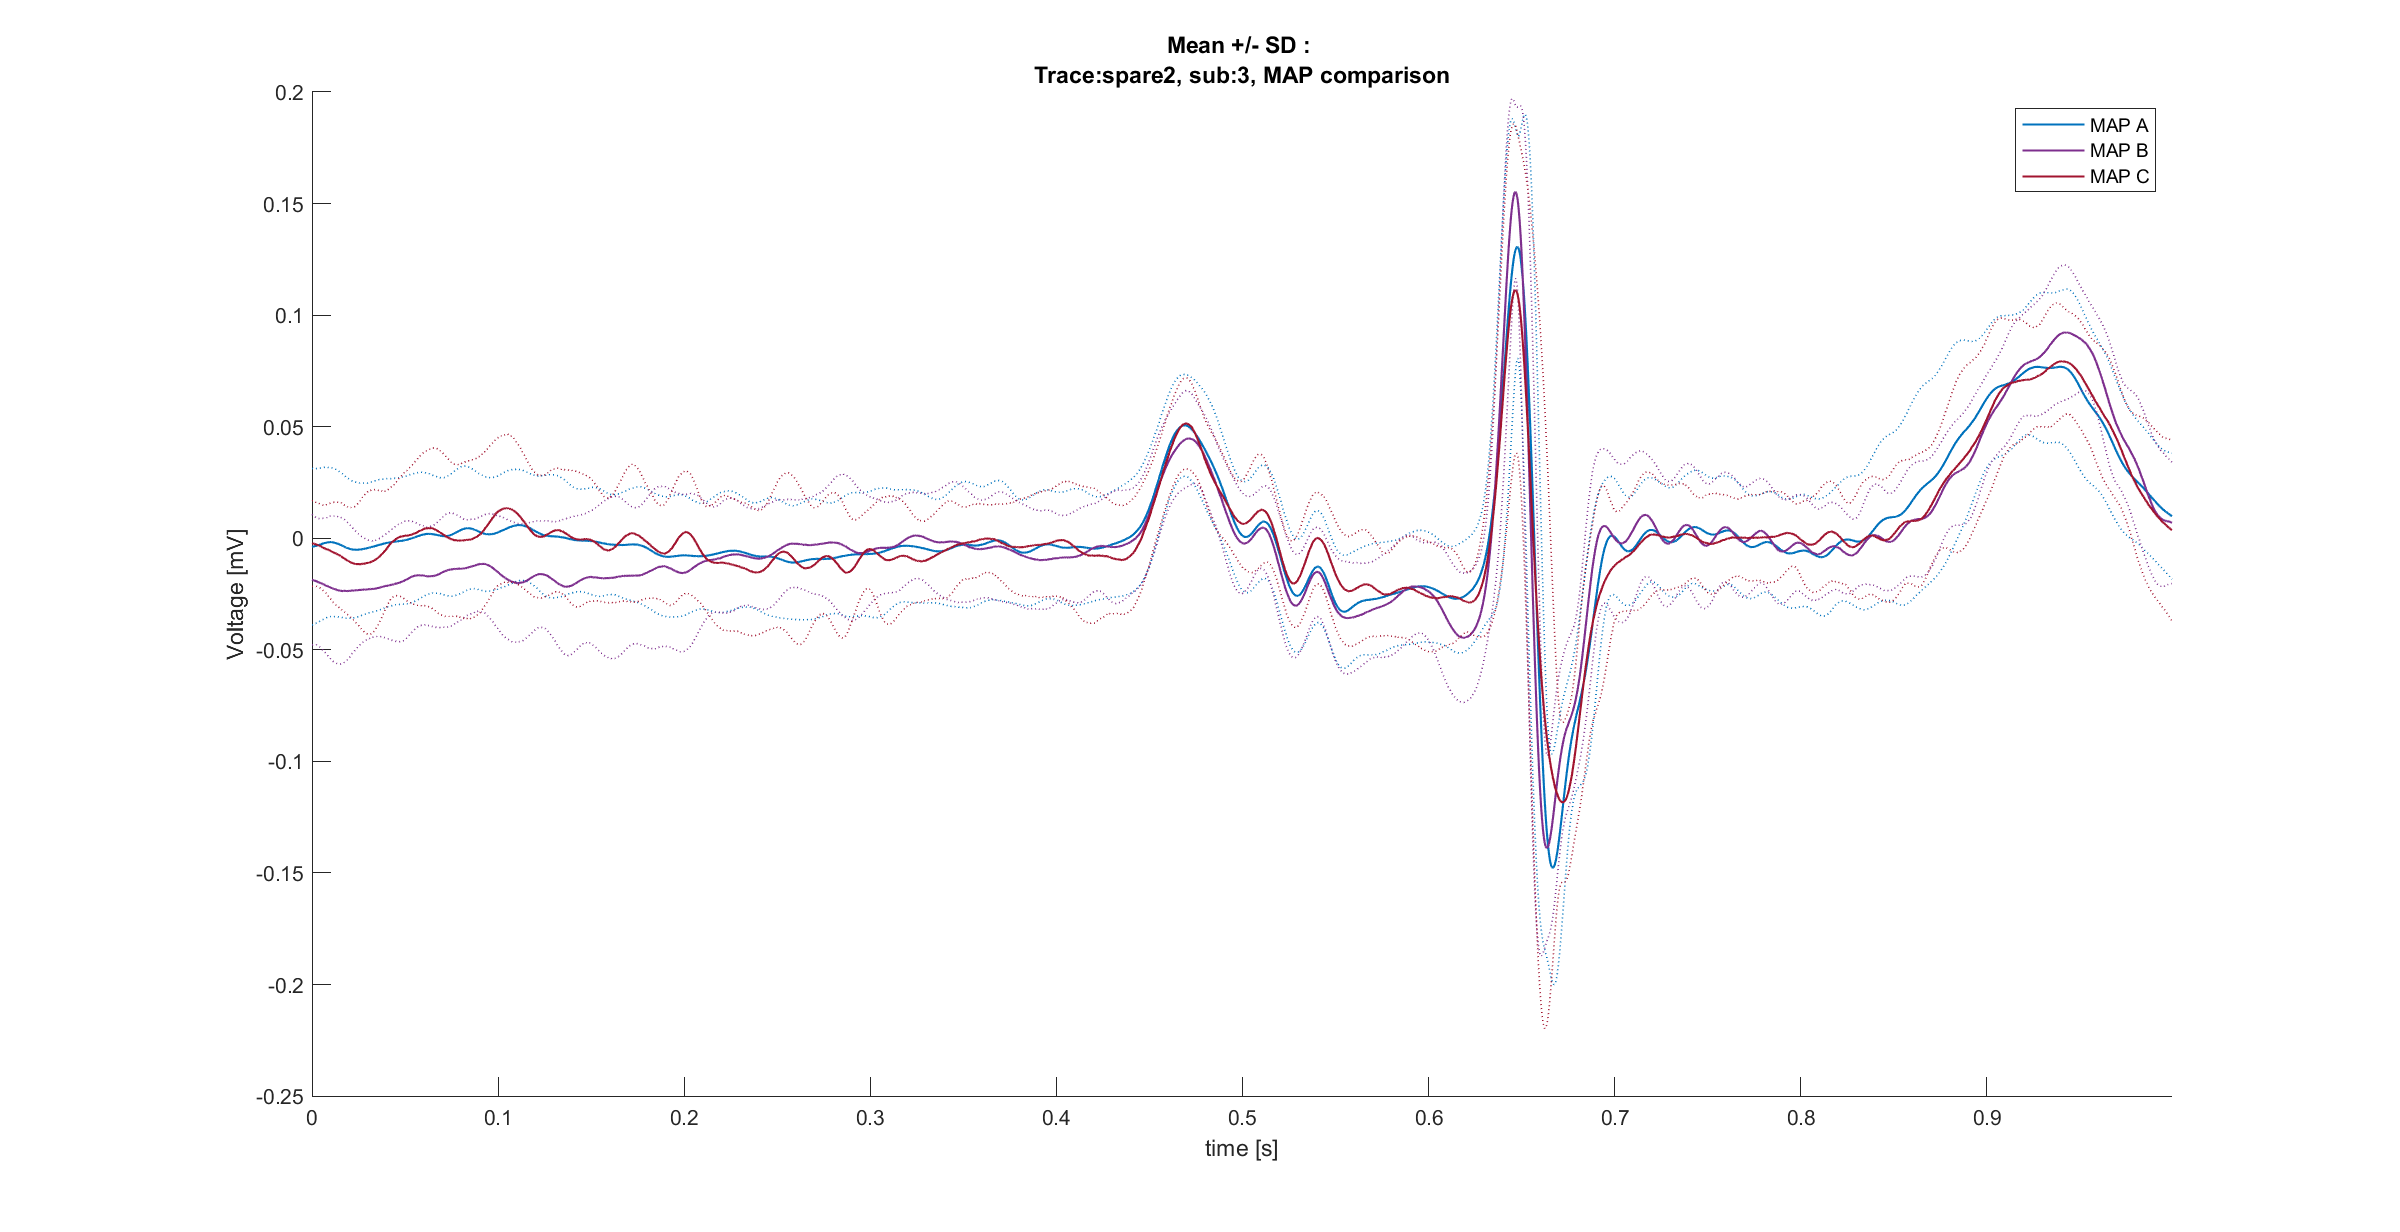 Mean +/- SD :
Trace:spare2, sub:3, MAP comparison
MAP A
MAP B
MAP C
0.2
0.15
0.1
0.05
0
-0.05
-0.1
-0.15
-0.2
-0.25
Voltage [mV]
0 0.1 0.2 0.3 0.4 0.5 0.6 0.7 0.8 0.9
time [s]